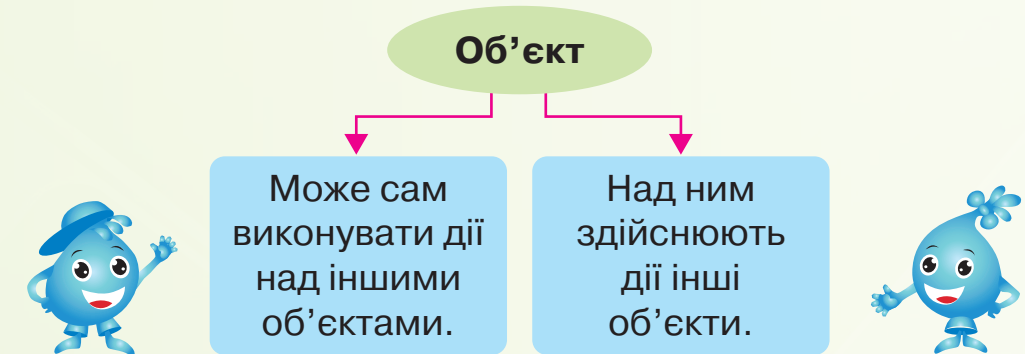 Об’єкт
Може сам
виконувати дії
над іншими
об’єктами.
Над ним
здійснюють
дії інші
об’єкти.